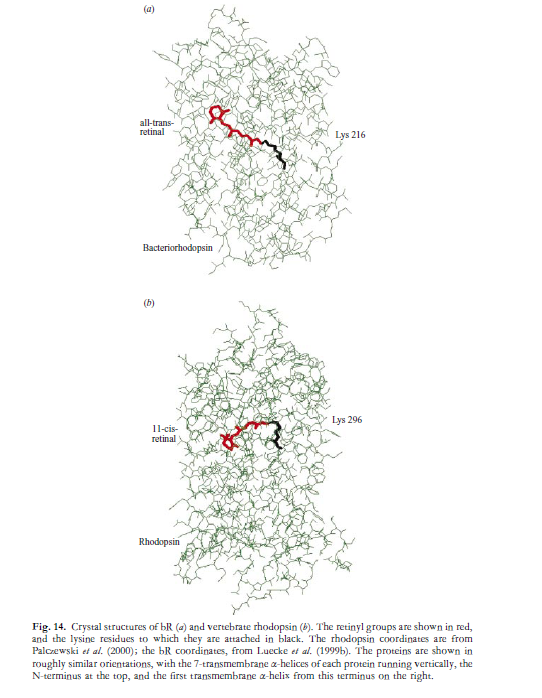 (a)
all-trans-
retinal
Lys 216
Bacteriorhodopsin
(b)
Lys 296
11-cis-
retinal
Rhodopsin
Fig. 14. Crystal structures of bR (a) and vertebrate rhodopsin (b). The retinyl groups are shown in red,
and the lysine residues to which they are attached in black. The rhodopsin coordinates are from
Palczewski et al. (2000); the bR coordinates, from Luecke et al. (1999b). The proteins are shown in
roughly similar orientations, with the 7-transmembrane α-helices of each protein running vertically, the
N-terminus at the top, and the first transmembrane α-helix from this terminus on the right.